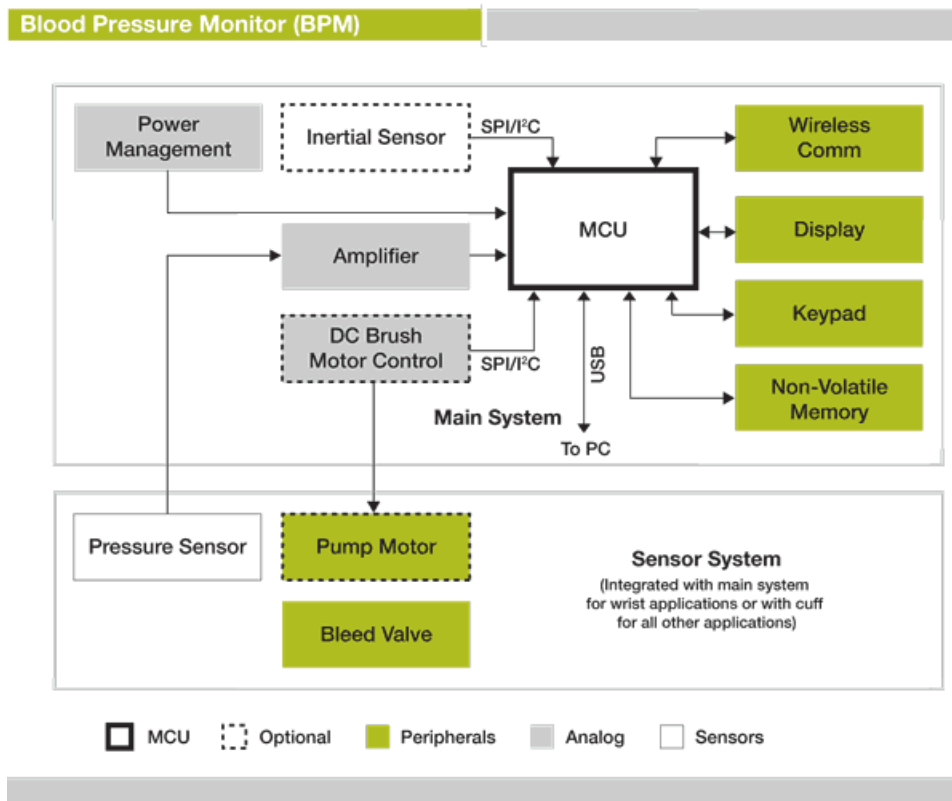 Blood Pressure Monitor (BPM)
Power
Management
Inertial Sensor
SPI/I²C
Wireless
Comm
MCU
Display
Amplifier
Keypad
DC Brush
Motor Control
SPI/I²C
USB
Non-Volatile
Memory
Main System
To PC
Pressure Sensor
Pump Motor
Sensor System
(Integrated with main system
for wrist applications or with cuff
for all other applications)
Bleed Valve
MCU
Optional
Peripherals
Analog
Sensors